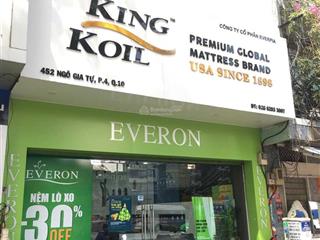 KING KOIL
CÔNG TY CỔ PHẦN EVERPIA
PREMIUM GLOBAL
MATTRESS BRAND
USA SINCE 1898
452 NGÔ GIA TỰ, P.4, Q.10
EVERON
EVERON
NỆM LÒ XO
30%
OFF